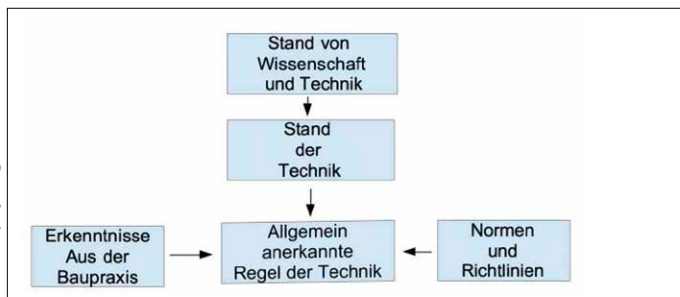 Stand von
Wissenschaft
und Technik
Stand
der
Technik
Erkenntnisse
Aus der
Baupraxis
Allgemein
anerkannte
Regel der Technik
Normen
und
Richtlinien